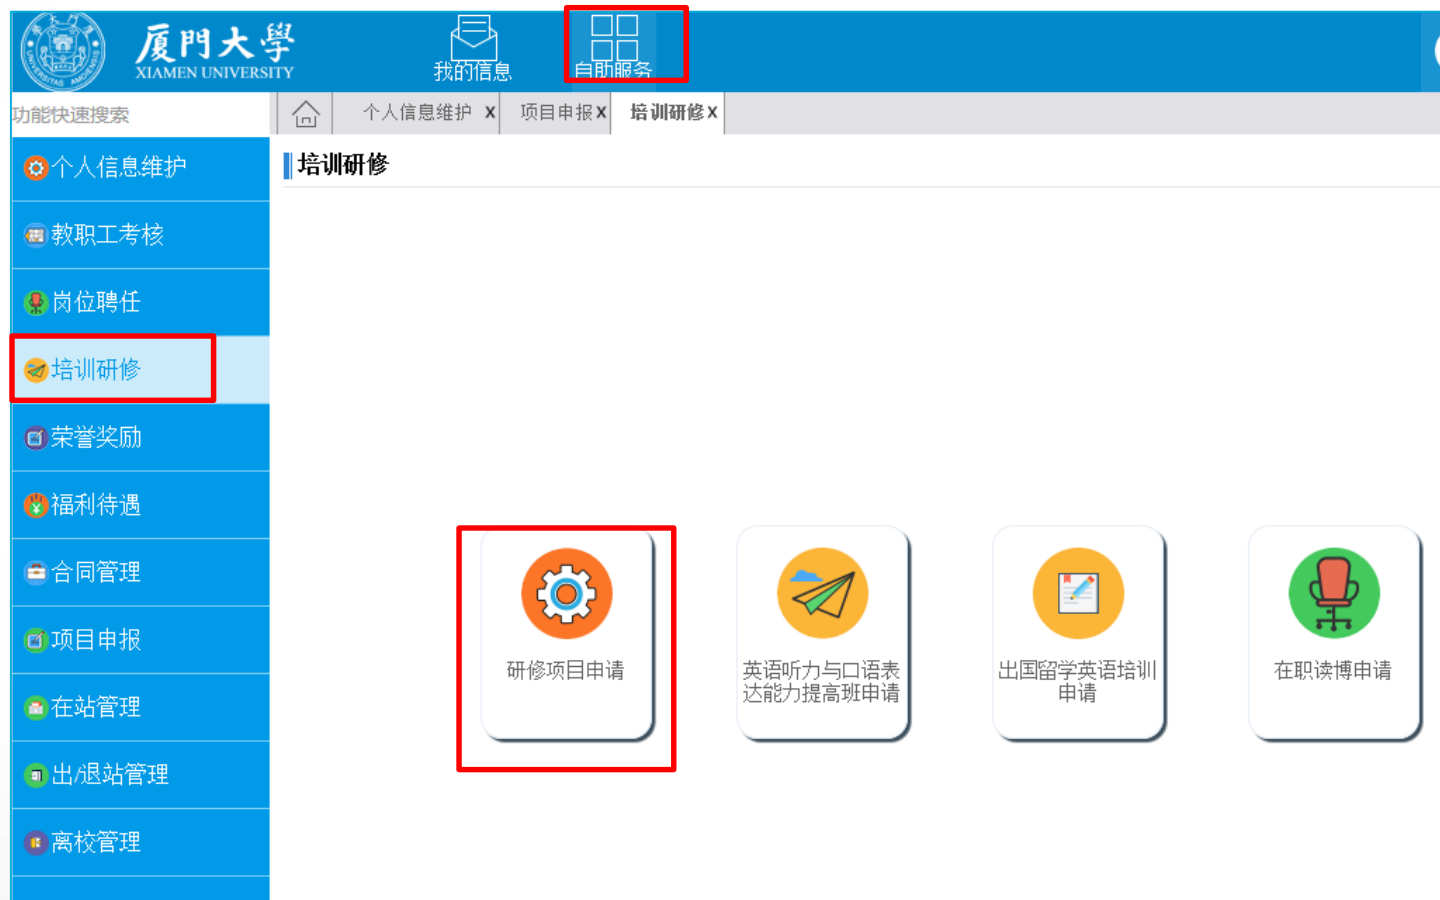 厦門大學
XIAMEN UNIVERSITY
我的信息
自助服务
功能快速搜索
个人信息维护 X
项目申报X
培训研修X
个人信息维护
教职工考核
岗位聘任
培训研修
荣誉奖励
福利待遇
合同管理
项目申报
在站管理
出/退站管理
离校管理
培训研修
研修项目申请
英语听力与口语表
达能力提高班申请
出国留学英语培训
申请
在职读博申请